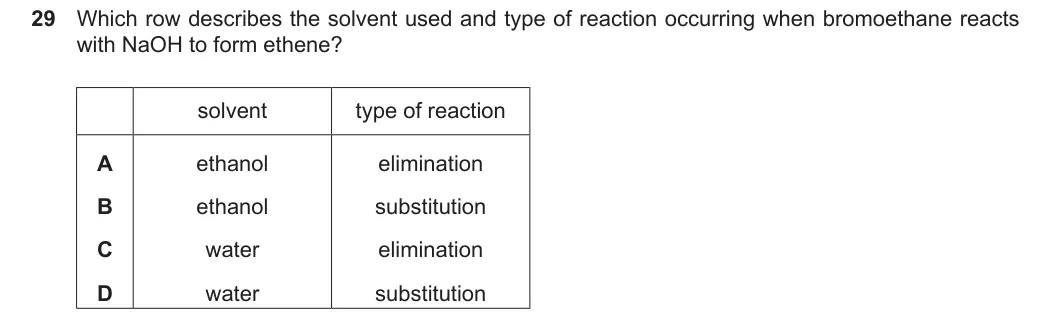 29 Which row describes the solvent used and type of reaction occurring when bromoethane reacts
with NaOH to form ethene?
solvent type of reaction
A ethanol elimination
B ethanol substitution
C water elimination
D water substitution